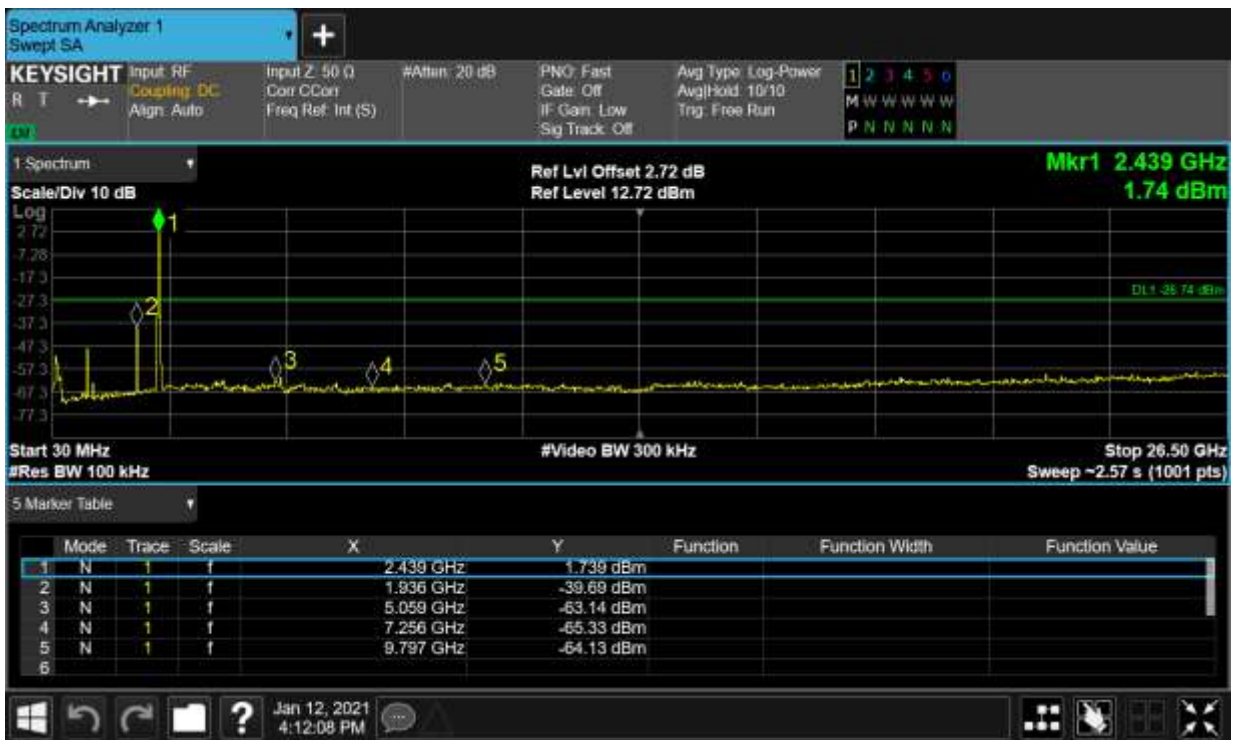 Spectrum Analyzer 1
Swept SA
+
KEYSIGHT
R T
Input: RF
Coupling: DC
Align: Auto
Input Z: 50 Ω
Corr CCorr
Freq Ref: Int (S)
#Atten: 20 dB
PNO: Fast
Gate: Off
IF Gain: Low
Sig Track: Off
Avg Type: Log-Power
Avg|Hold: 10/10
Trig: Free Run
1 2 3 4 5 6
M W W W W W
P N N N N N
1 Spectrum
Scale/Div 10 dB
Ref Lvl Offset 2.72 dB
Ref Level 12.72 dBm
Mkr1 2.439 GHz
1.74 dBm
Log
2.72
-7.28
-17.3
-27.3
-37.3
-47.3
-57.3
-67.3
-77.3
1
2
3
4
5
DL1 -26.74 dBm
Start 30 MHz
#Res BW 100 kHz
#Video BW 300 kHz
Stop 26.50 GHz
Sweep ~2.57 s (1001 pts)
5 Marker Table
Mode Trace Scale X Y Function Function Width Function Value
1 N 1 f 2.439 GHz 1.739 dBm
2 N 1 f 1.936 GHz -39.69 dBm
3 N 1 f 5.059 GHz -63.14 dBm
4 N 1 f 7.256 GHz -65.33 dBm
5 N 1 f 9.797 GHz -64.13 dBm
6
?
Jan 12, 2021
4:12:08 PM